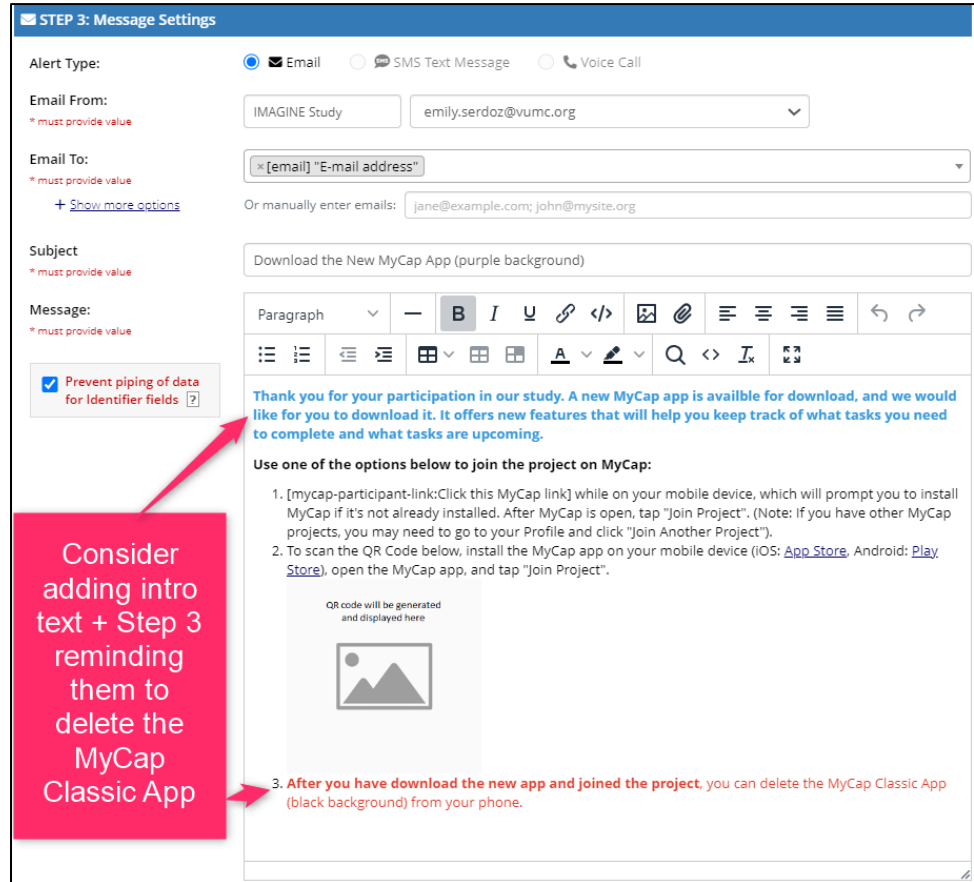 STEP 3: Message Settings
Alert Type:
Email
SMS Text Message
Voice Call
Email From:
* must provide value
IMAGINE Study
emily.serdoz@vumc.org
Email To:
* must provide value
+ Show more options
×[email] "E-mail address"
Or manually enter emails:
jane@example.com; john@mysite.org
Subject
* must provide value
Download the New MyCap App (purple background)
Message:
* must provide value
Prevent piping of data
for Identifier fields ?
Paragraph
B I U
A
Thank you for your participation in our study. A new MyCap app is availble for download, and we would
like for you to download it. It offers new features that will help you keep track of what tasks you need
to complete and what tasks are upcoming.
Use one of the options below to join the project on MyCap:
1. [mycap-participant-link:Click this MyCap link] while on your mobile device, which will prompt you to install
MyCap if it's not already installed. After MyCap is open, tap "Join Project". (Note: If you have other MyCap
projects, you may need to go to your Profile and click "Join Another Project").
2. To scan the QR Code below, install the MyCap app on your mobile device (iOS: App Store, Android: Play
Store), open the MyCap app, and tap "Join Project".
QR code will be generated
and displayed here
3. After you have download the new app and joined the project, you can delete the MyCap Classic App
(black background) from your phone.
Consider
adding intro
text + Step 3
reminding
them to
delete the
MyCap
Classic App